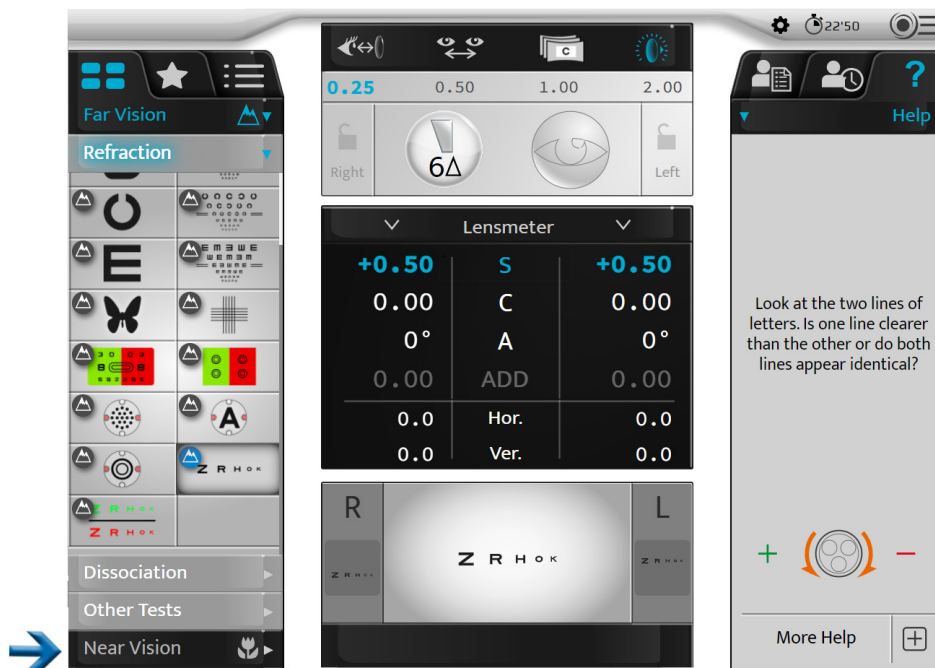 22'50
Far Vision
Refraction
Z R H O K
Z R H O K
Z R H O K
Dissociation
Other Tests
Near Vision
C
0.25 0.50 1.00 2.00
Right
6Δ
Left
Lensmeter
+0.50 S +0.50
0.00 C 0.00
0° A 0°
0.00 ADD 0.00
0.0 Hor. 0.0
0.0 Ver. 0.0
R L
Z R H O K
Z R H O K
Z R H O K
?
Help
Look at the two lines of
letters. Is one line clearer
than the other or do both
lines appear identical?
+ −
More Help